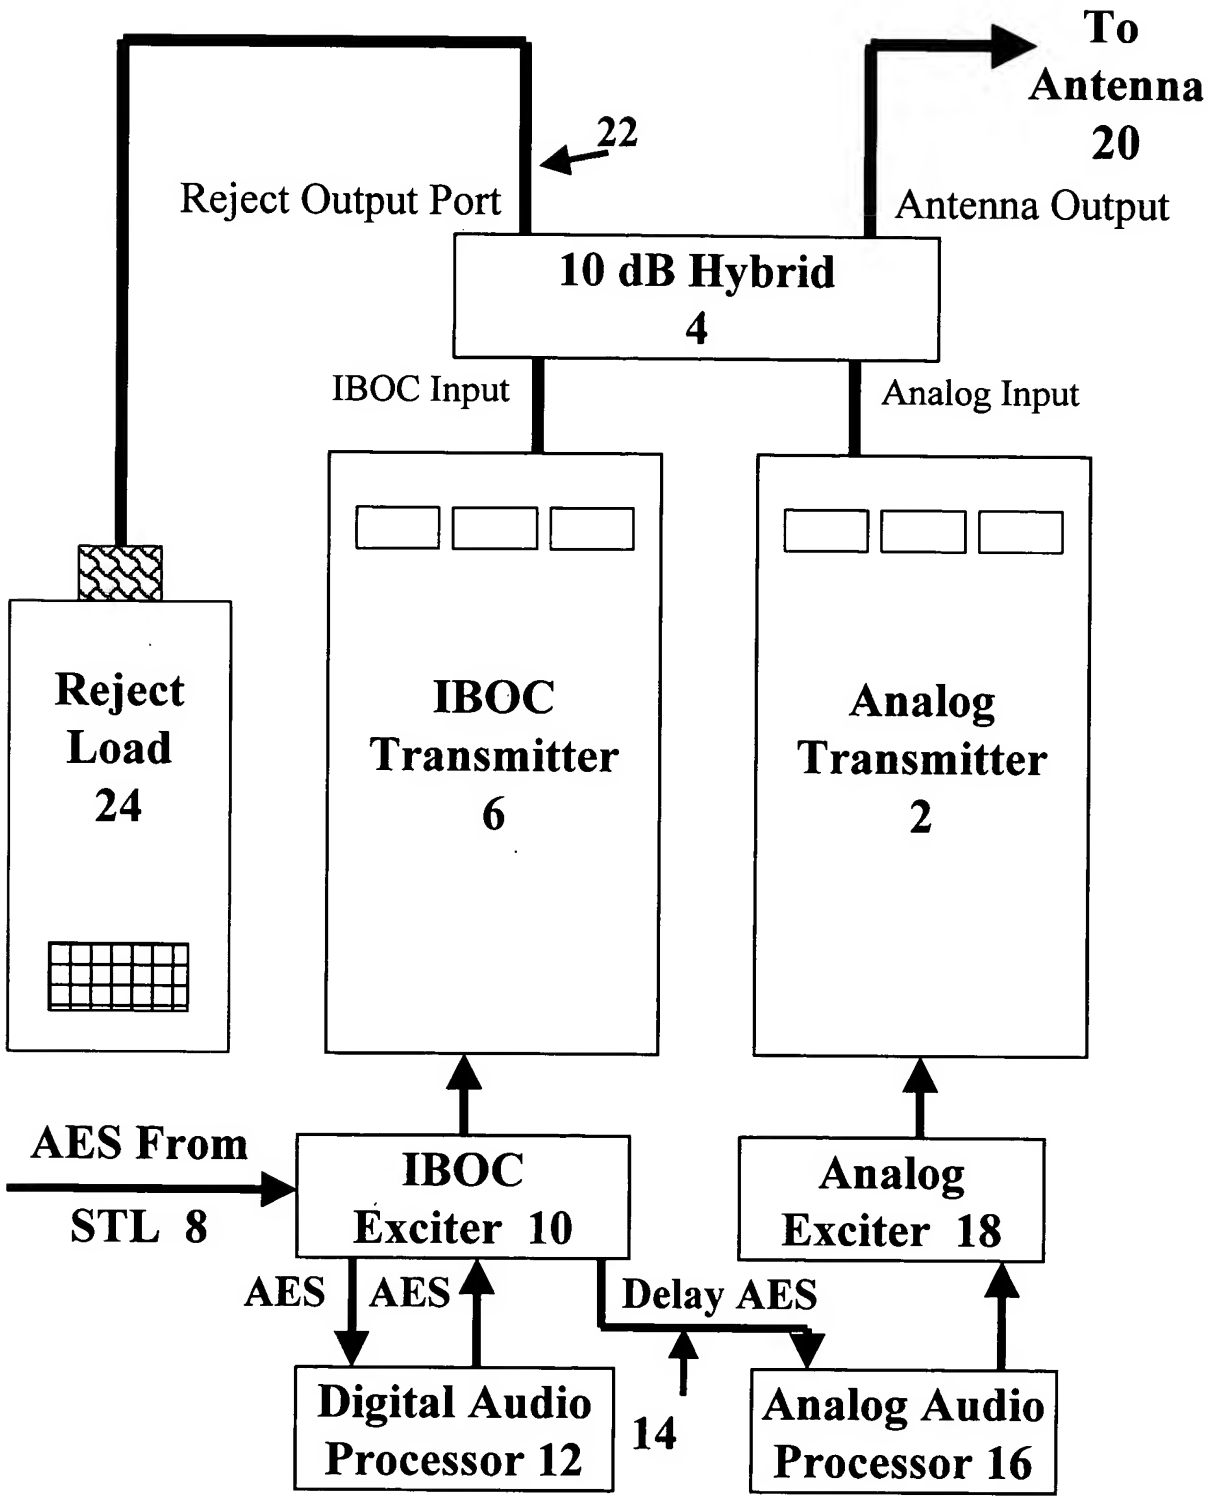 To
Antenna
20
22
Reject Output Port
Antenna Output
10 dB Hybrid
4
IBOC Input
Analog Input
Reject
Load
24
IBOC
Transmitter
6
Analog
Transmitter
2
AES From
STL 8
IBOC
Exciter 10
Analog
Exciter 18
AES
AES
Delay AES
Digital Audio
Processor 12
14
Analog Audio
Processor 16